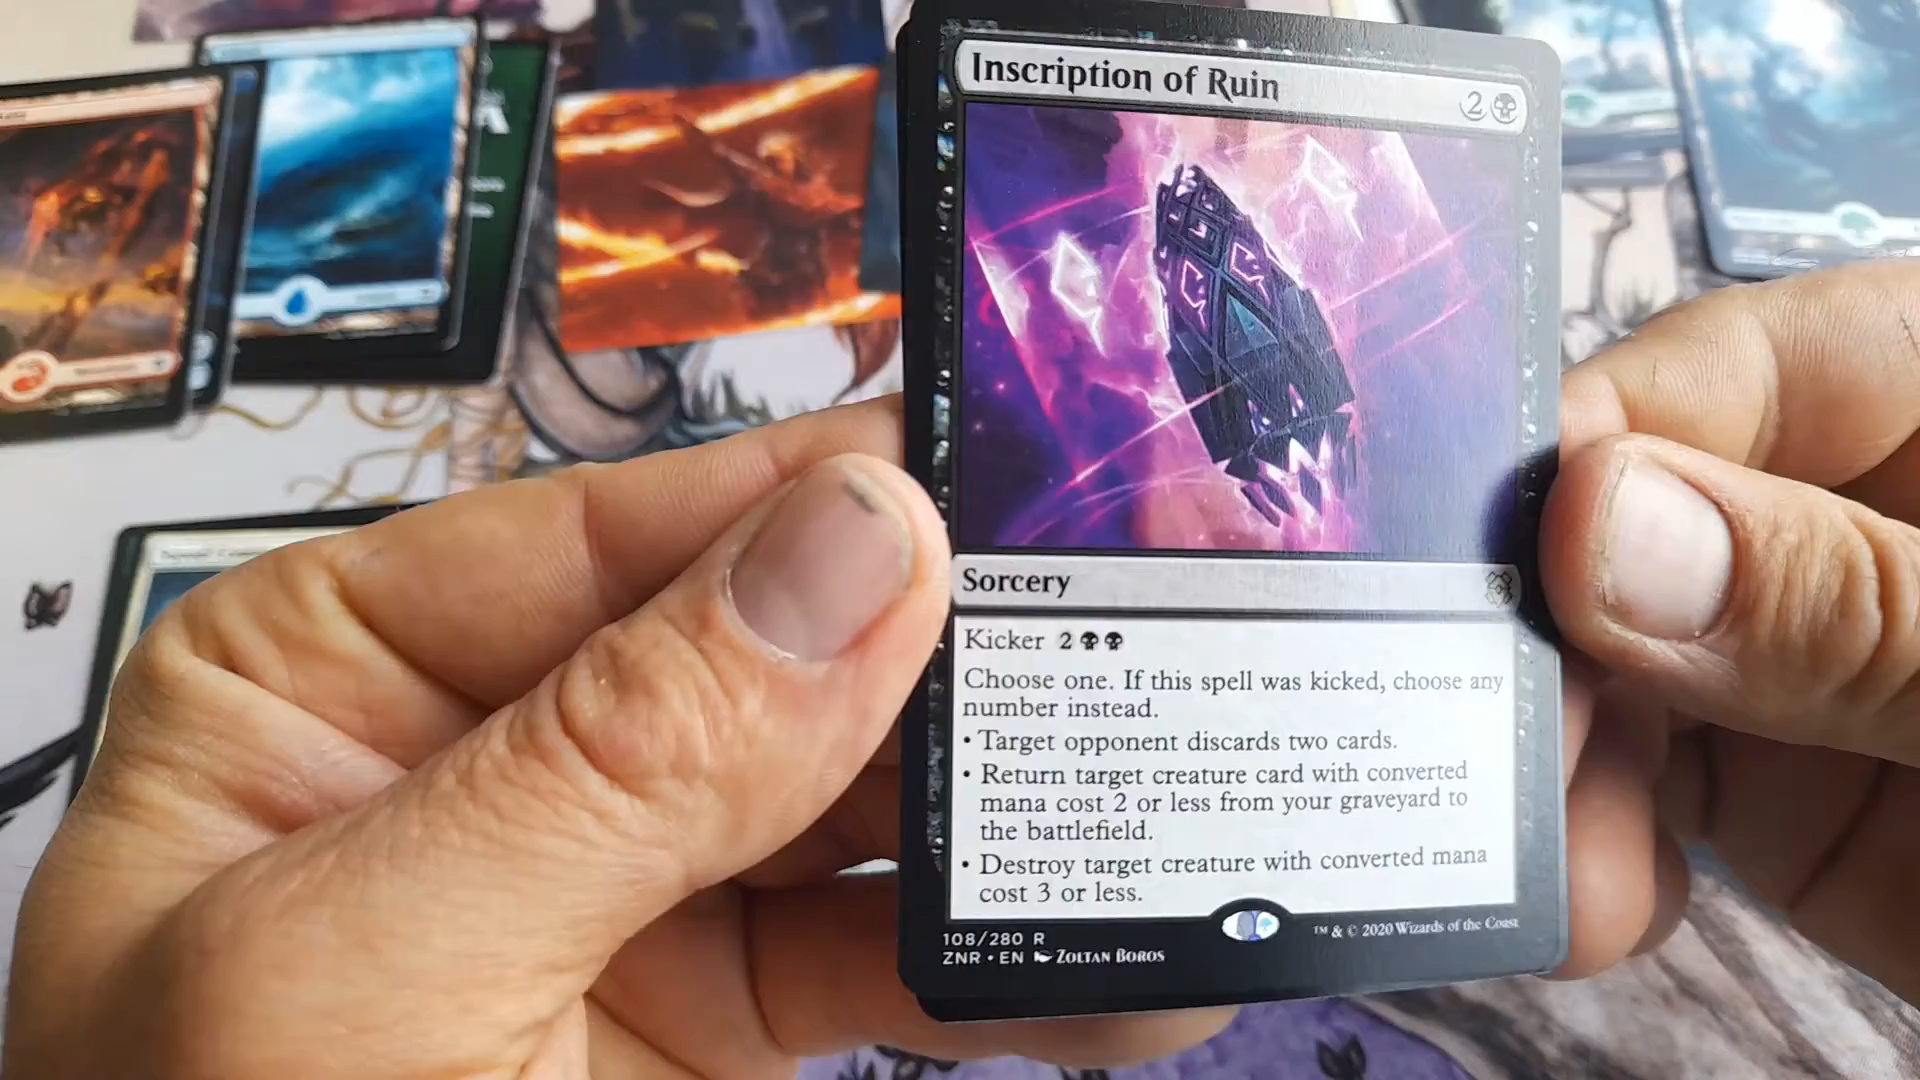 Inscription of Ruin
2
Sorcery
Kicker 2
Choose one. If this spell was kicked, choose any
number instead.
• Target opponent discards two cards.
• Return target creature card with converted
mana cost 2 or less from your graveyard to
the battlefield.
• Destroy target creature with converted mana
cost 3 or less.
108/280 R
ZNR • EN ZOLTAN BOROS
™ & © 2020 Wizards of the Coast